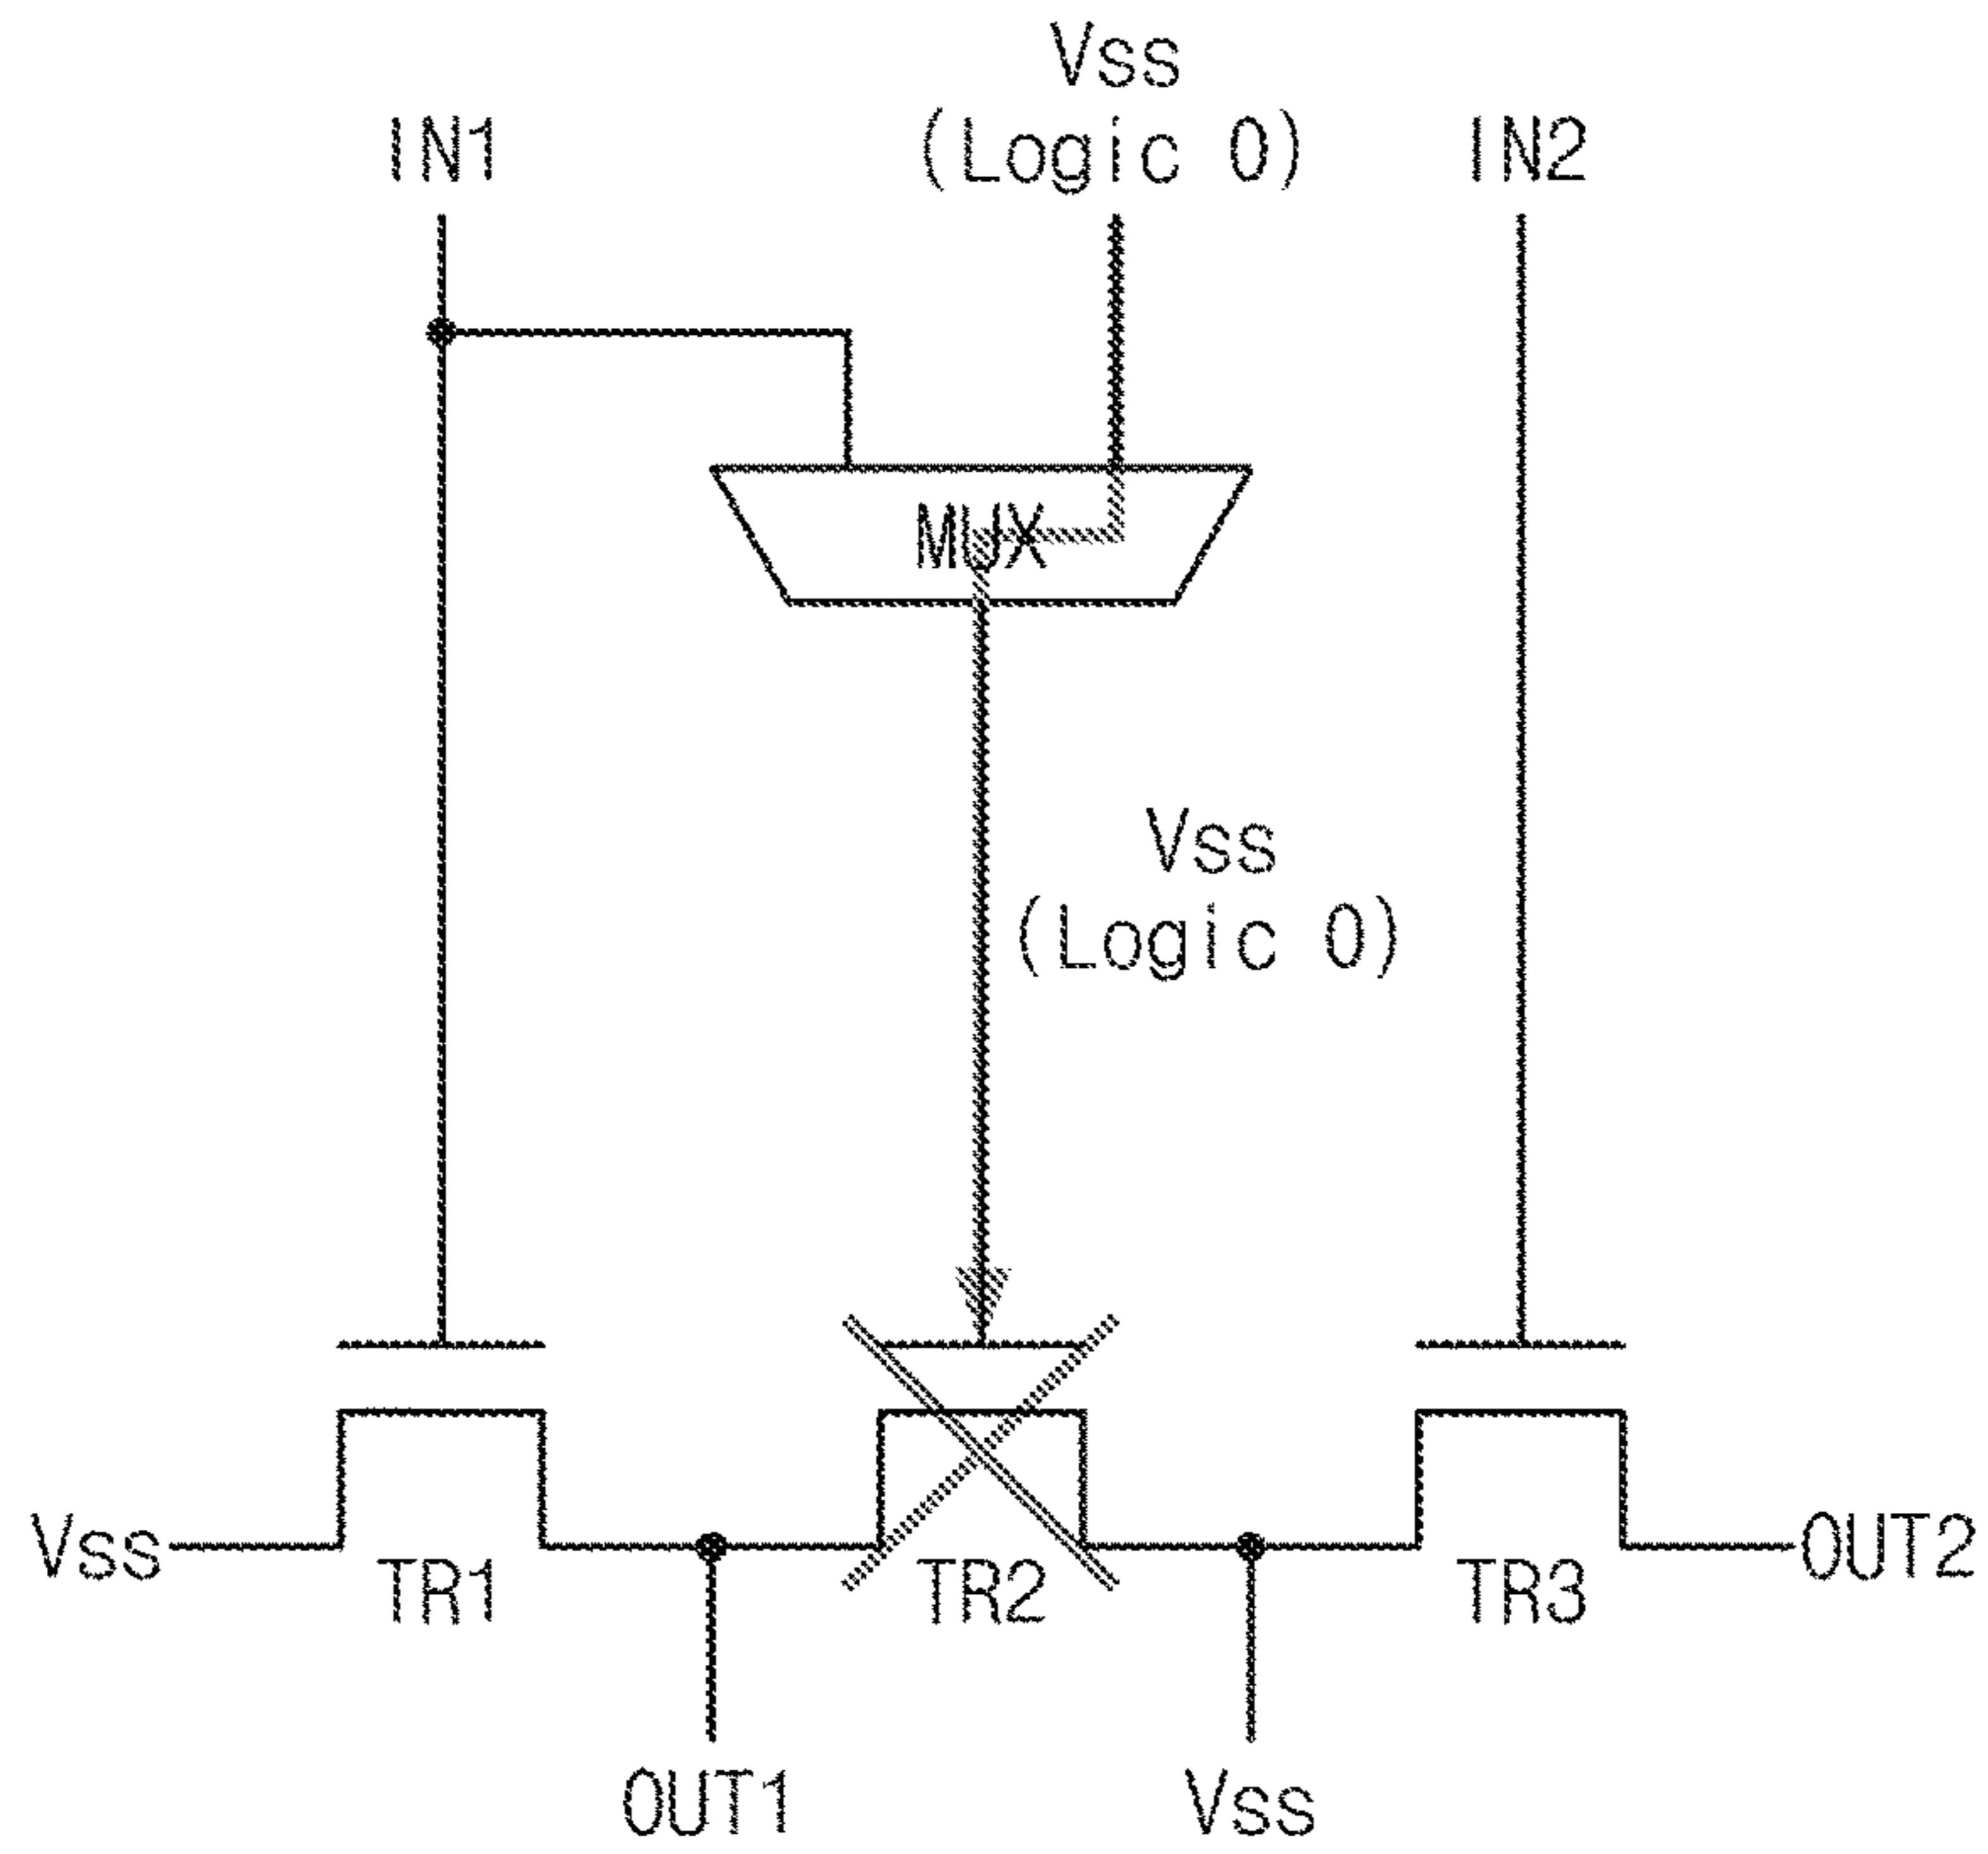 Vss
(Logic 0)
IN1
IN2
MUX
Vss
(Logic 0)
Vss
TR1
TR2
TR3
OUT2
OUT1
Vss